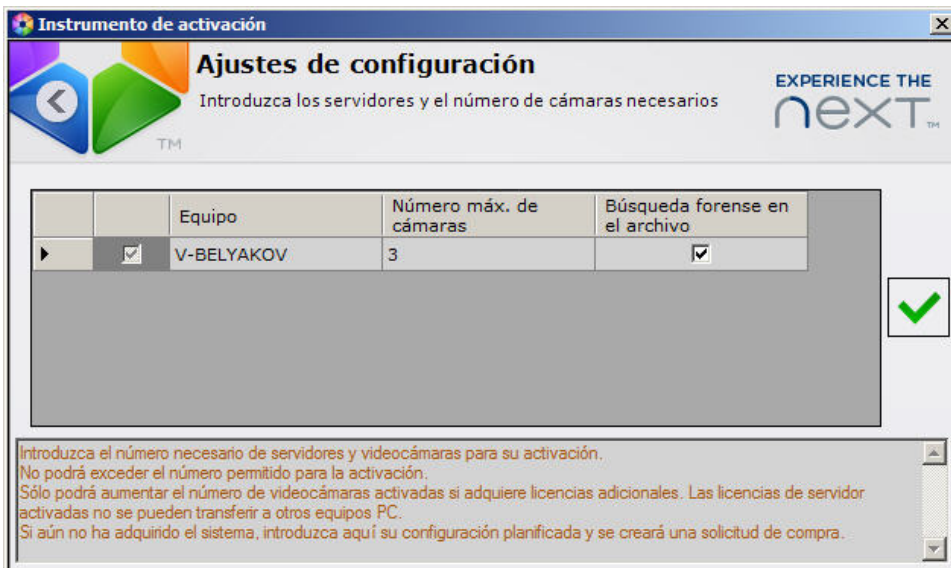 Instrumento de activación
Ajustes de configuración
Introduzca los servidores y el número de cámaras necesarios
EXPERIENCE THE
next™
TM
Equipo
Número máx. de
cámaras
Búsqueda forense en
el archivo
V-BELYAKOV
3
Introduzca el número necesario de servidores y videocámaras para su activación.
No podrá exceder el número permitido para la activación.
Sólo podrá aumentar el número de videocámaras activadas si adquiere licencias adicionales. Las licencias de servidor
activadas no se pueden transferir a otros equipos PC.
Si aún no ha adquirido el sistema, introduzca aquí su configuración planificada y se creará una solicitud de compra.